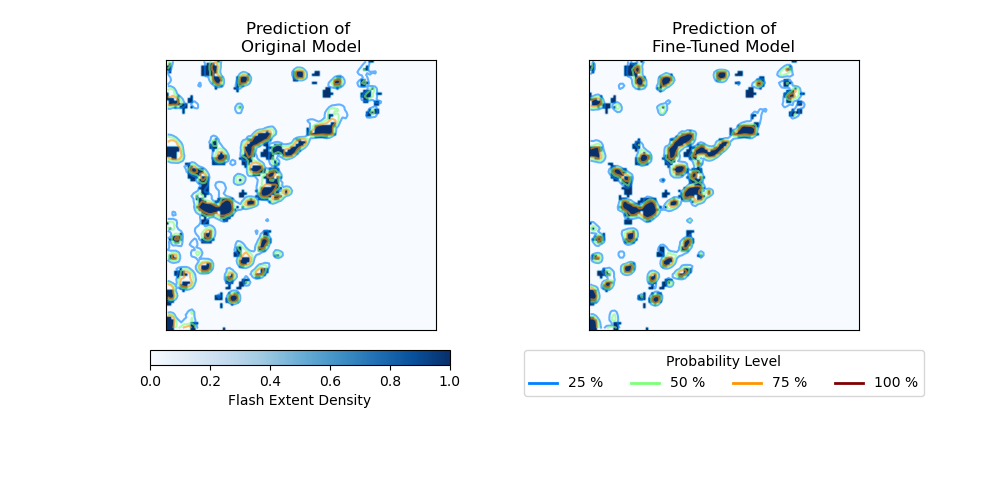 Prediction of
Original Model
Prediction of
Fine-Tuned Model
0.0 0.2 0.4 0.6 0.8 1.0
Flash Extent Density
Probability Level
25 % 50 % 75 % 100 %